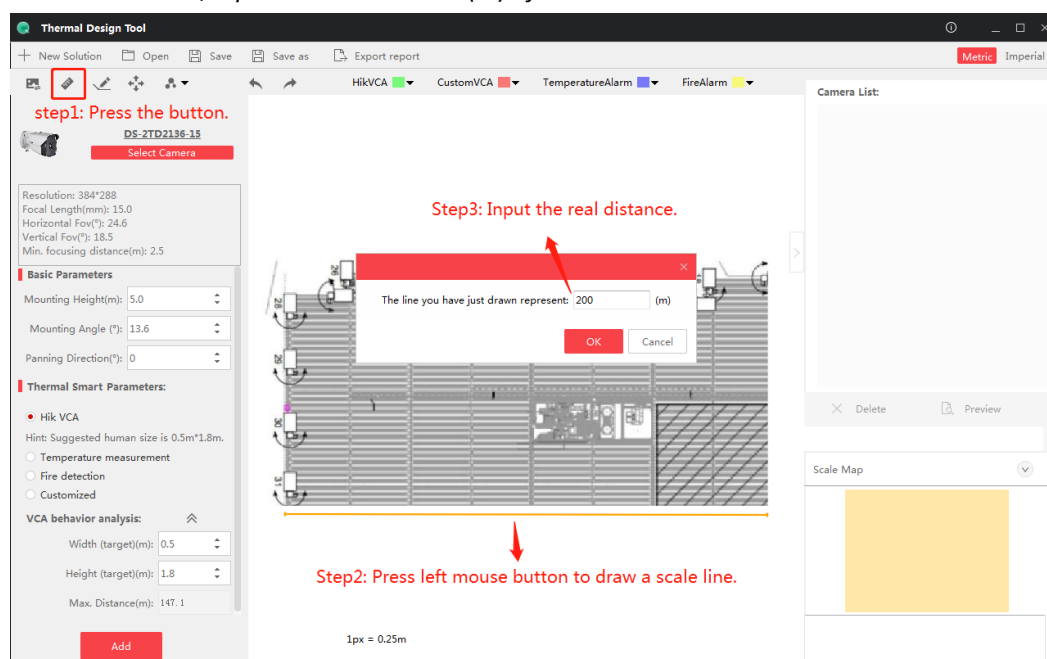 Thermal Design Tool
New Solution Open Save Save as Export report Metric Imperial
HikVCA CustomVCA TemperatureAlarm FireAlarm
Camera List:
step1: Press the button.
DS-2TD2136-15
Select Camera
Resolution: 384*288
Focal Length(mm): 15.0
Horizontal Fov(°): 24.6
Vertical Fov(°): 18.5
Min. focusing distance(m): 2.5
Basic Parameters
Mounting Height(m): 5.0
Mounting Angle (°): 13.6
Panning Direction(°): 0
Thermal Smart Parameters:
Hik VCA
Hint: Suggested human size is 0.5m*1.8m.
Temperature measurement
Fire detection
Customized
VCA behavior analysis:
Width (target)(m): 0.5
Height (target)(m): 1.8
Max. Distance(m): 147.1
Add
Step3: Input the real distance.
The line you have just drawn represent: 200 (m)
OK Cancel
26
28
29
30
31
Step2: Press left mouse button to draw a scale line.
1px = 0.25m
Delete Preview
Scale Map